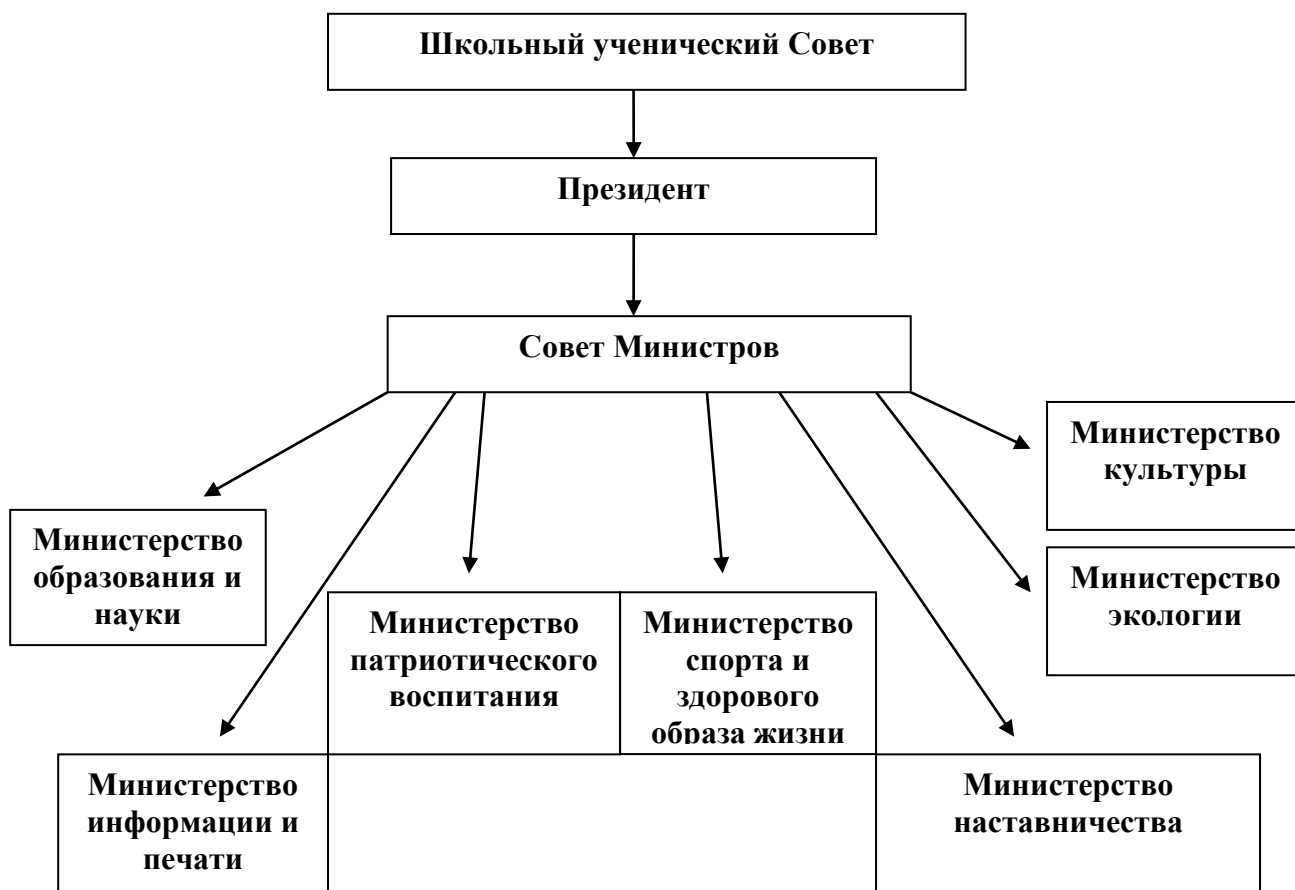 Школьный ученический Совет
Президент
Совет Министров
Министерство
культуры
Министерство
образования и
науки
Министерство
экологии
Министерство
патриотического
воспитания
Министерство
спорта и
здорового
образа жизни
Министерство
информации и
печати
Министерство
наставничества